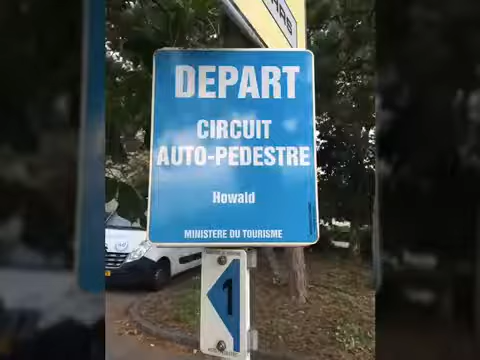 DEPART
CIRCUIT
AUTO-PEDESTRE
Howald
MINISTERE DU TOURISME
1